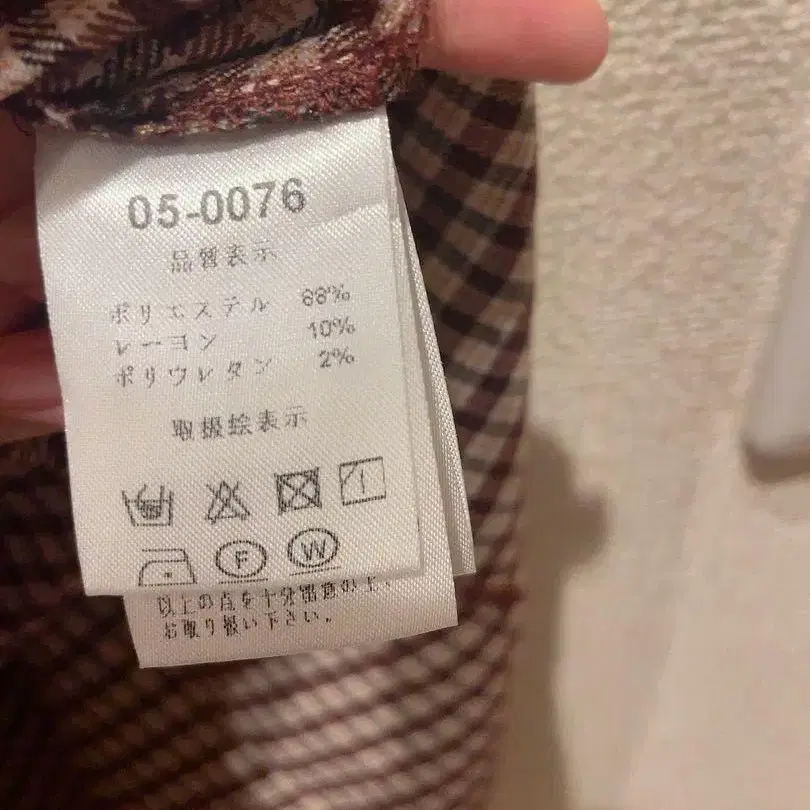 05-0076
品質表示
ポリエステル 88%
レーヨン 10%
ポリウレタン 2%
取扱絵表示
F W
以上の点を十分留意の上、
お取り扱い下さい。